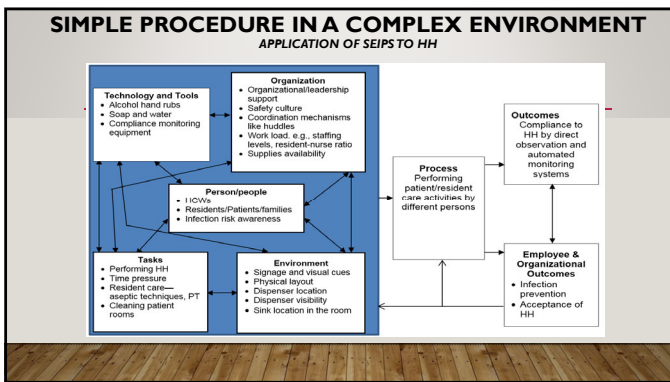 SIMPLE PROCEDURE IN A COMPLEX ENVIRONMENT
APPLICATION OF SEIPS TO HH
Technology and Tools
• Alcohol hand rubs
• Soap and water
• Compliance monitoring
equipment
Organization
• Organizational/leadership
support
• Safety culture
• Coordination mechanisms
like huddles
• Work load. e.g., staffing
levels, resident-nurse ratio
• Supplies availability
Person/people
• HCWs
• Residents/Patients/families
• Infection risk awareness
Tasks
• Performing HH
• Time pressure
• Resident care—
aseptic techniques, PT
• Cleaning patient
rooms
Environment
• Signage and visual cues
• Physical layout
• Dispenser location
• Dispenser visibility
• Sink location in the room
Process
Performing
patient/resident
care activities by
different persons
Outcomes
Compliance to
HH by direct
observation and
automated
monitoring
systems
Employee &
Organizational
Outcomes
• Infection
prevention
• Acceptance of
HH